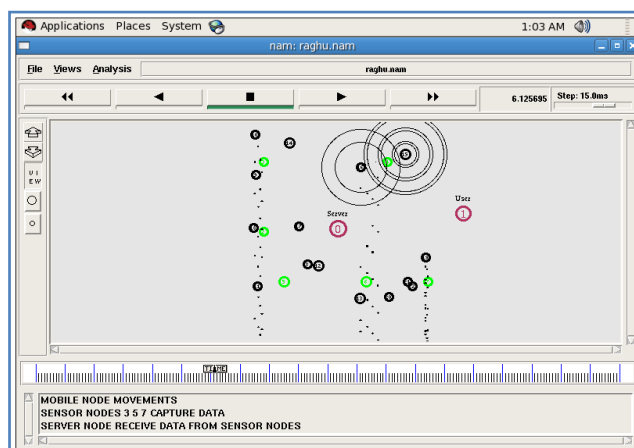 Applications Places System 1:03 AM
nam: raghu.nam
File Views Analysis raghu.nam
6.125695 Step: 15.0ms
VIEW
User
1
Server
0
TIME
MOBILE NODE MOVEMENTS
SENSOR NODES 3 5 7 CAPTURE DATA
SERVER NODE RECEIVE DATA FROM SENSOR NODES